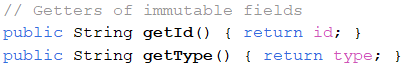 // Getters of immutable fields
public String getId() { return id; }
public String getType() { return type; }